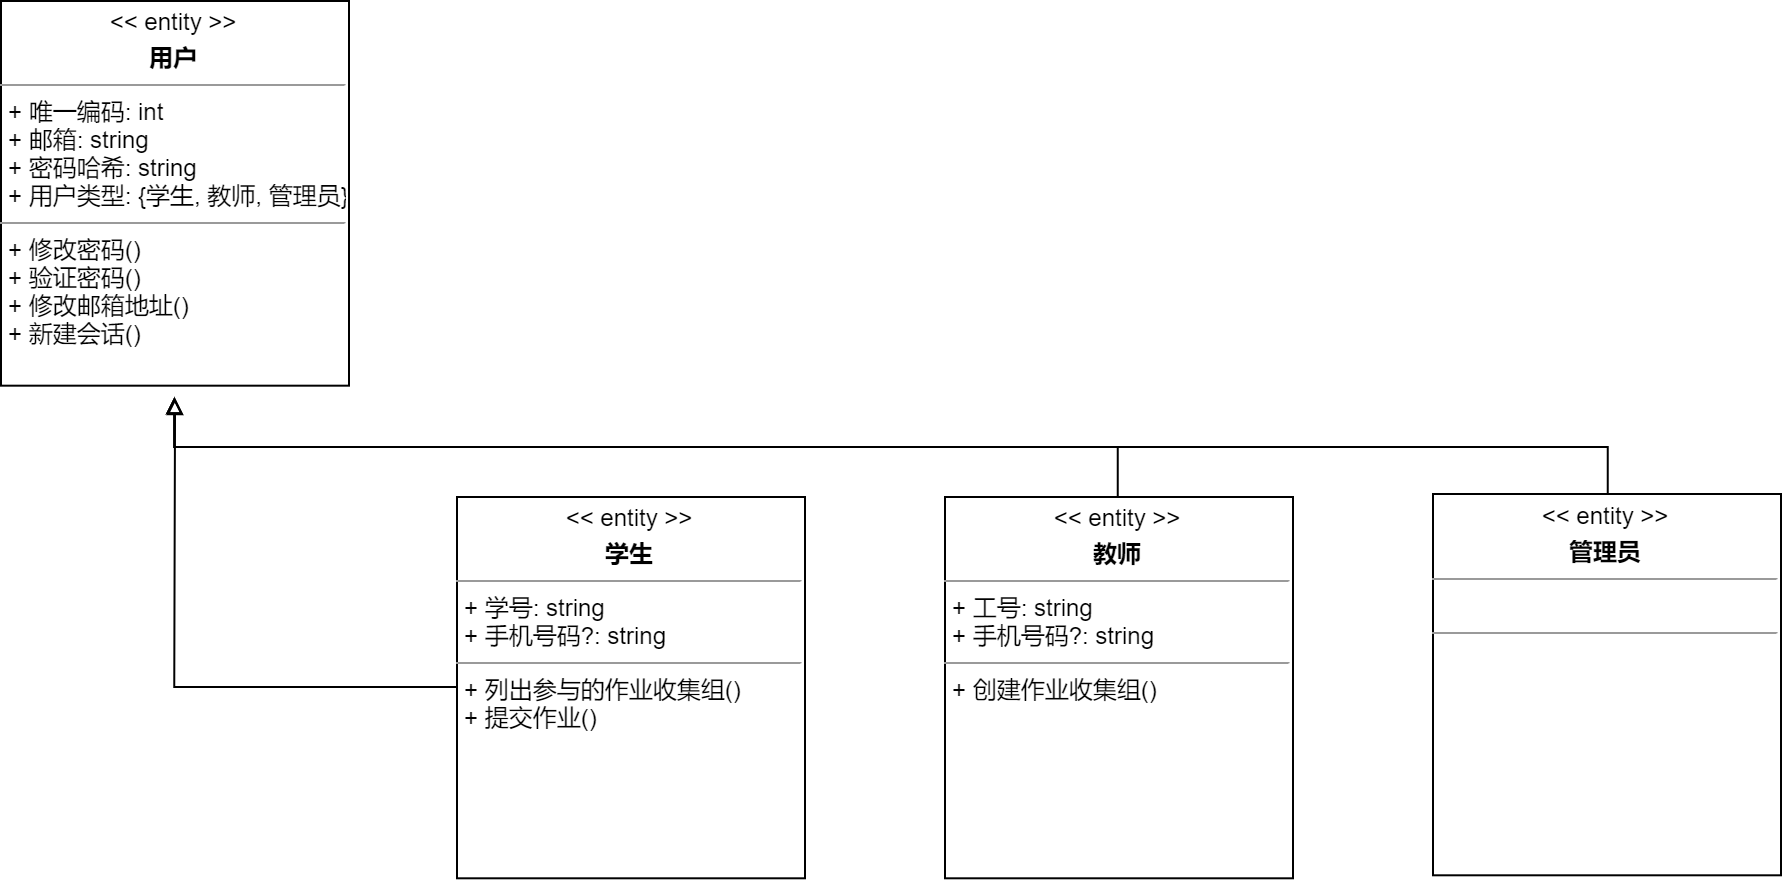 << entity >>
用户
+ 唯一编码: int
+ 邮箱: string
+ 密码哈希: string
+ 用户类型: {学生, 教师, 管理员}
+ 修改密码()
+ 验证密码()
+ 修改邮箱地址()
+ 新建会话()
<< entity >>
学生
+ 学号: string
+ 手机号码?: string
+ 列出参与的作业收集组()
+ 提交作业()
<< entity >>
教师
+ 工号: string
+ 手机号码?: string
+ 创建作业收集组()
<< entity >>
管理员